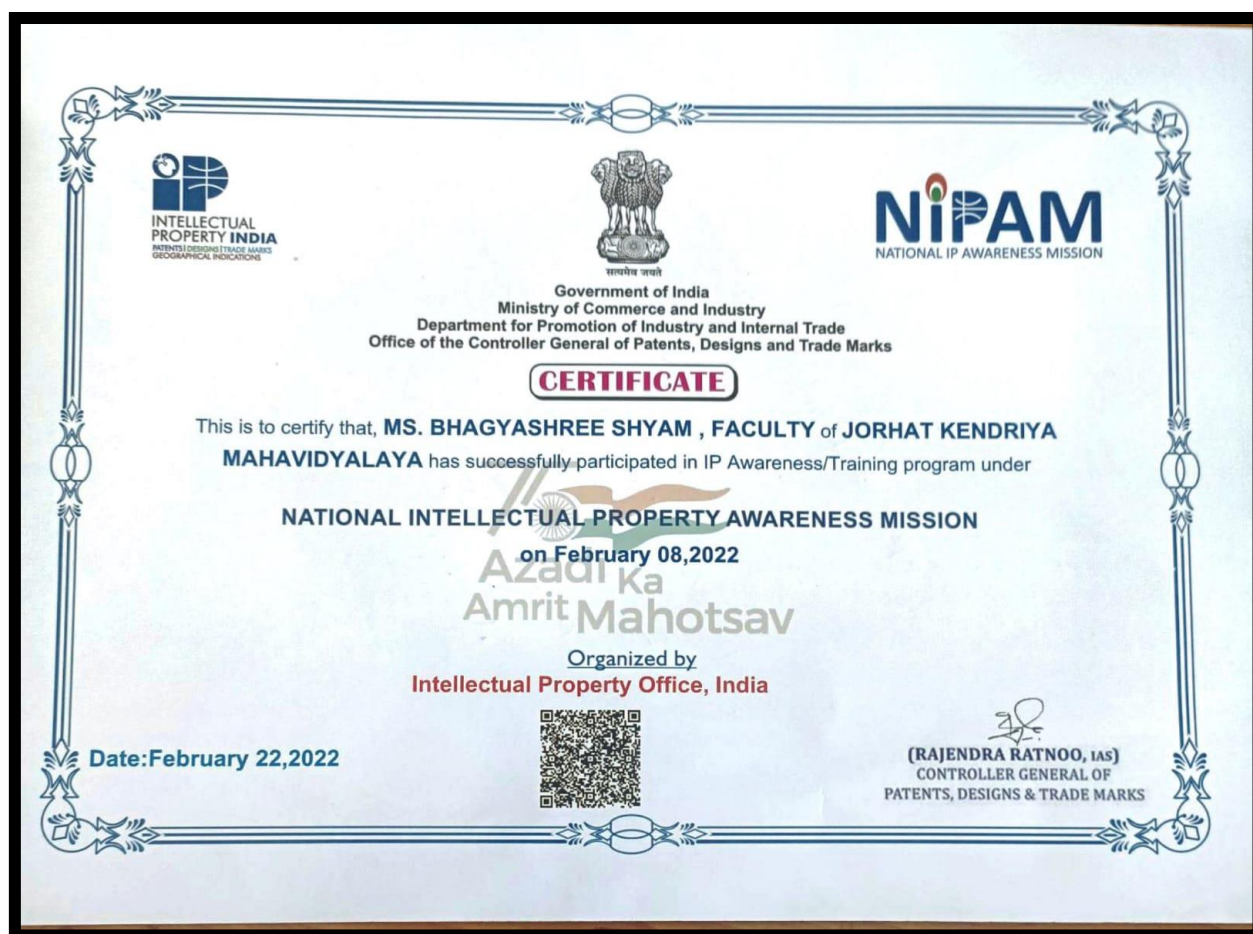 INTELLECTUAL
PROPERTY INDIA
PATENTS | DESIGNS | TRADE MARKS
GEOGRAPHICAL INDICATIONS
सत्यमेव जयते
NiPAM
NATIONAL IP AWARENESS MISSION
Government of India
Ministry of Commerce and Industry
Department for Promotion of Industry and Internal Trade
Office of the Controller General of Patents, Designs and Trade Marks
CERTIFICATE
This is to certify that, MS. BHAGYASHREE SHYAM , FACULTY of JORHAT KENDRIYA
MAHAVIDYALAYA has successfully participated in IP Awareness/Training program under
NATIONAL INTELLECTUAL PROPERTY AWARENESS MISSION
on February 08,2022
Azadi Ka
Amrit Mahotsav
Organized by
Intellectual Property Office, India
Date:February 22,2022
(RAJENDRA RATNOO, IAS)
CONTROLLER GENERAL OF
PATENTS, DESIGNS & TRADE MARKS